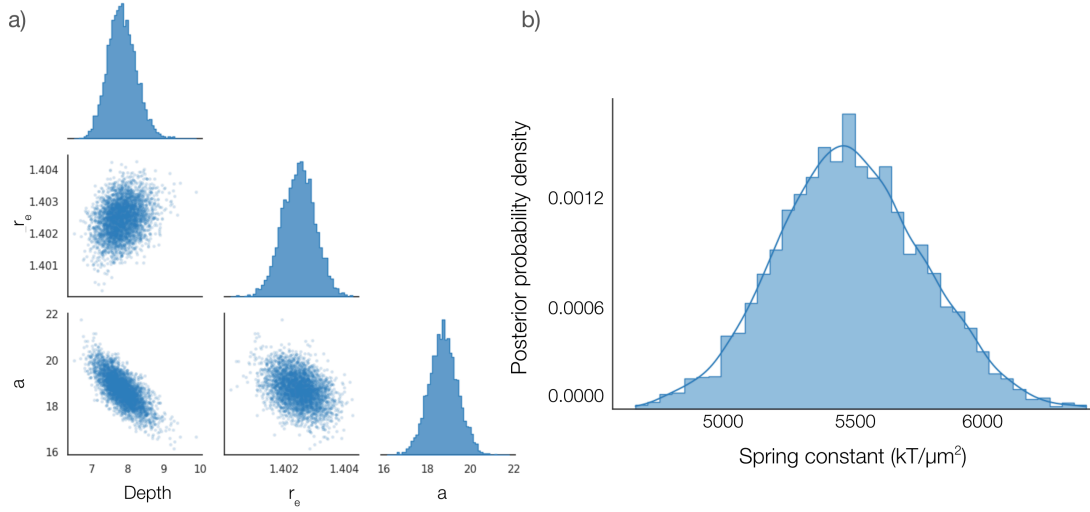 a)
1.404
1.403
1.402
1.401
r_e
22
20
18
16
a
7 8 9 10
Depth
1.402 1.404
r_e
16 18 20 22
a
b)
Posterior probability density
0.0012
0.0006
0.0000
5000 5500 6000
Spring constant (kT/μm²)